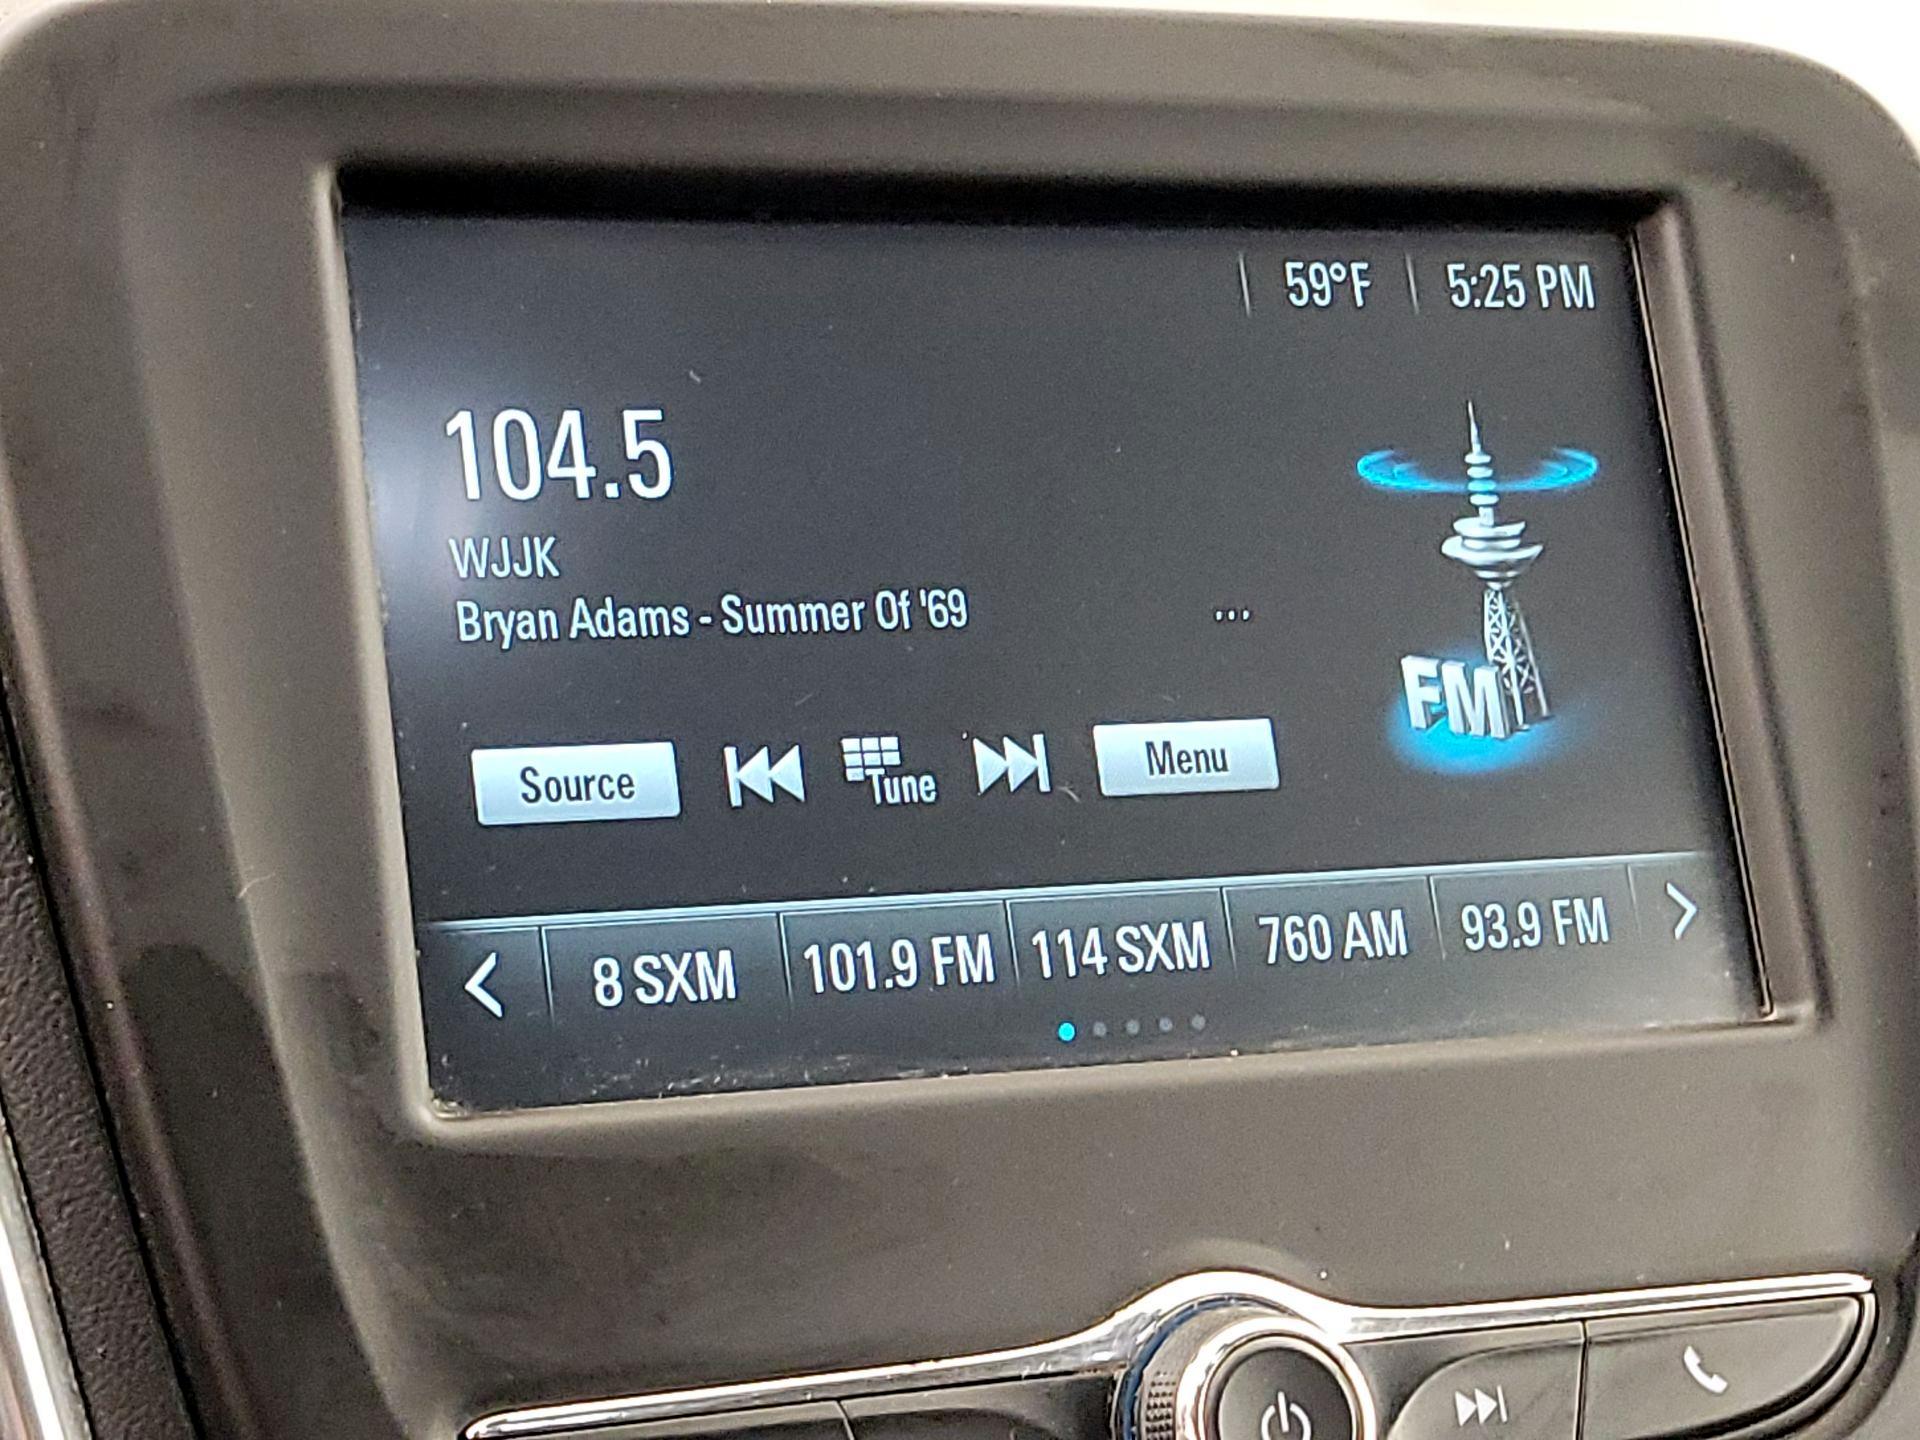 59°F 5:25 PM
104.5
WJJK
Bryan Adams - Summer Of '69 ...
FM
Source Tune Menu
8 SXM 101.9 FM 114 SXM 760 AM 93.9 FM